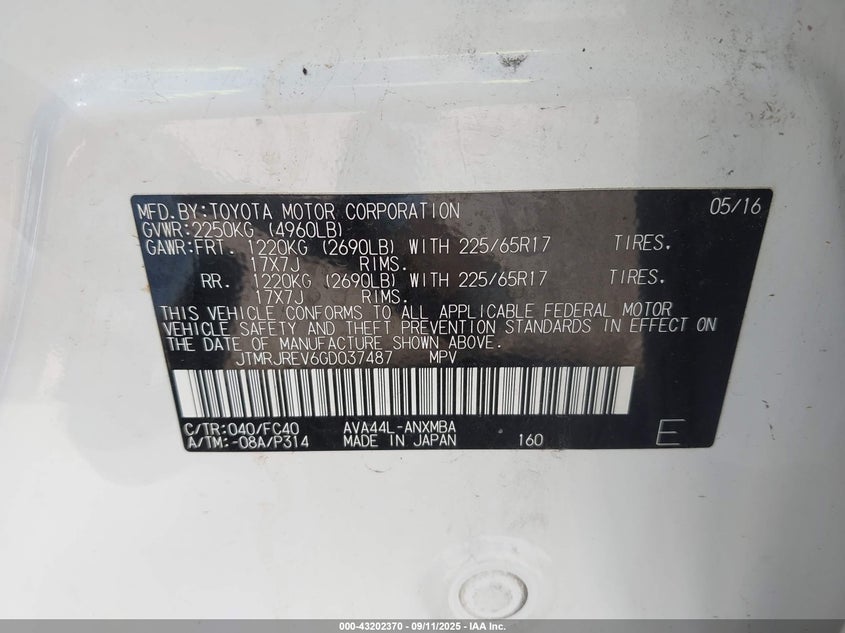 MFD.BY:TOYOTA MOTOR CORPORATION 05/16
GVWR:2250KG (4960LB)
GAWR:FRT. 1220KG (2690LB) WITH 225/65R17 TIRES.
17X7J RIMS.
RR. 1220KG (2690LB) WITH 225/65R17 TIRES.
17X7J RIMS.
THIS VEHICLE CONFORMS TO ALL APPLICABLE FEDERAL MOTOR
VEHICLE SAFETY AND THEFT PREVENTION STANDARDS IN EFFECT ON
THE DATE OF MANUFACTURE SHOWN ABOVE.
JTMRJREV6GD037487 MPV
C/TR:040/FC40 AVA44L-ANXMBA
A/TM:-08A/P314 MADE IN JAPAN 160 E
000-43202370 - 09/11/2025 - IAA Inc.